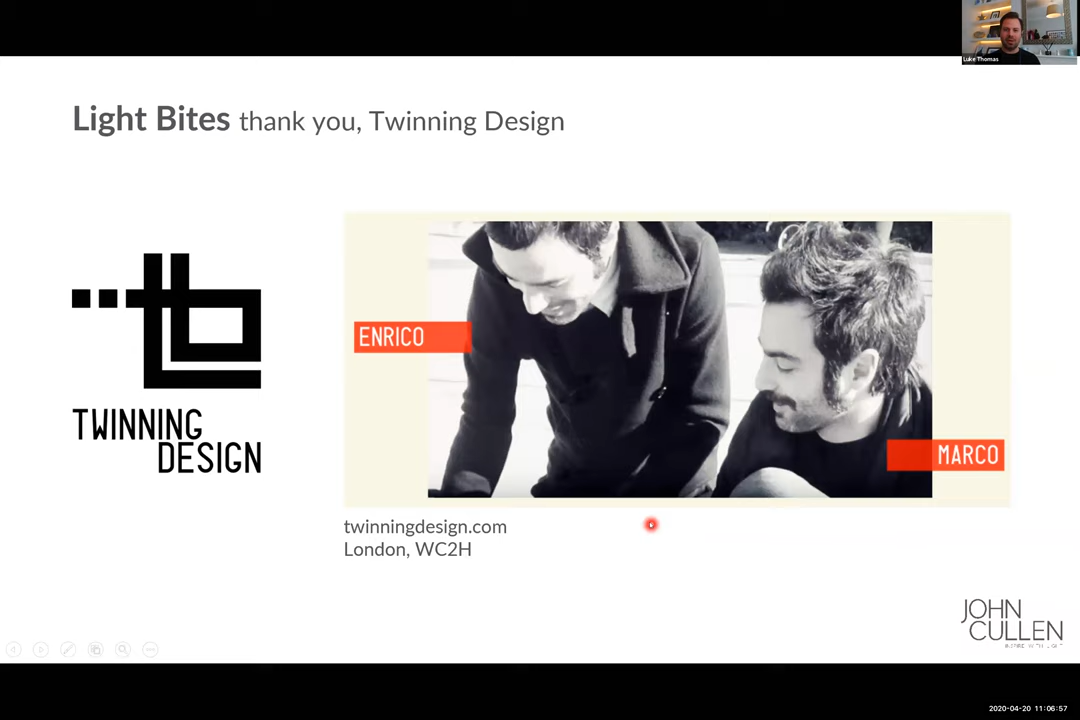 Luke Thomas
Light Bites thank you, Twinning Design
ENRICO
MARCO
TWINNING
DESIGN
twinningdesign.com
London, WC2H
JOHN
CULLEN
2020-04-20 11:06:57